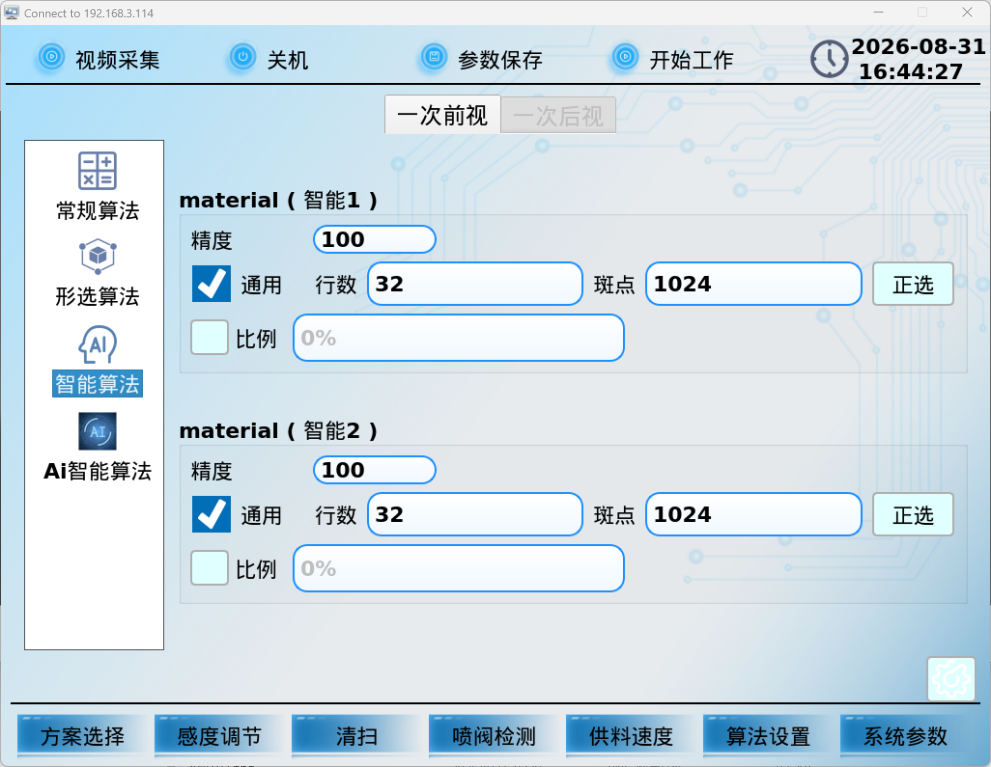 Connect to 192.168.3.114
视频采集 关机 参数保存 开始工作 2026-08-31
16:44:27
一次前视 一次后视
常规算法
形选算法
AI
智能算法
AI
Ai智能算法
material ( 智能1 )
精度 100
通用 行数 32 斑点 1024 正选
比例 0%
material ( 智能2 )
精度 100
通用 行数 32 斑点 1024 正选
比例 0%
方案选择 感度调节 清扫 喷阀检测 供料速度 算法设置 系统参数